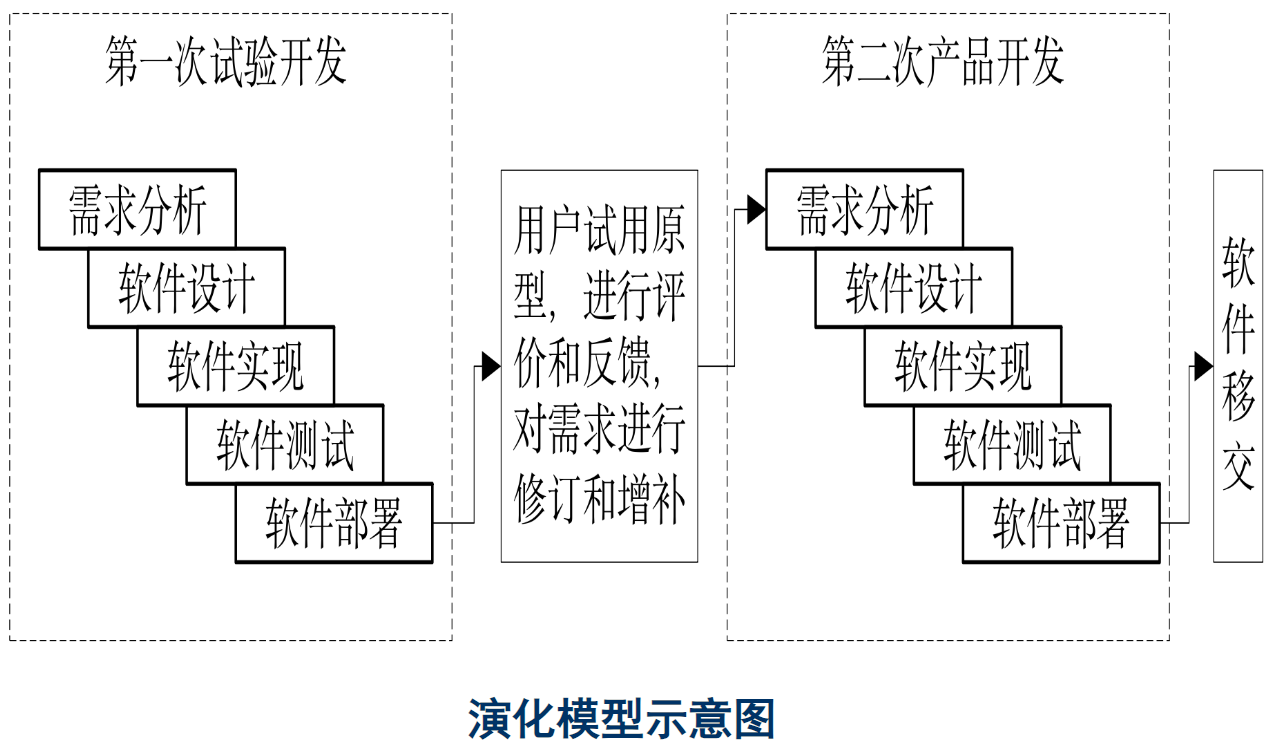 第一次试验开发
需求分析
软件设计
软件实现
软件测试
软件部署
用户试用原
型，进行评
价和反馈，
对需求进行
修订和增补
第二次产品开发
需求分析
软件设计
软件实现
软件测试
软件部署
软
件
移
交
演化模型示意图